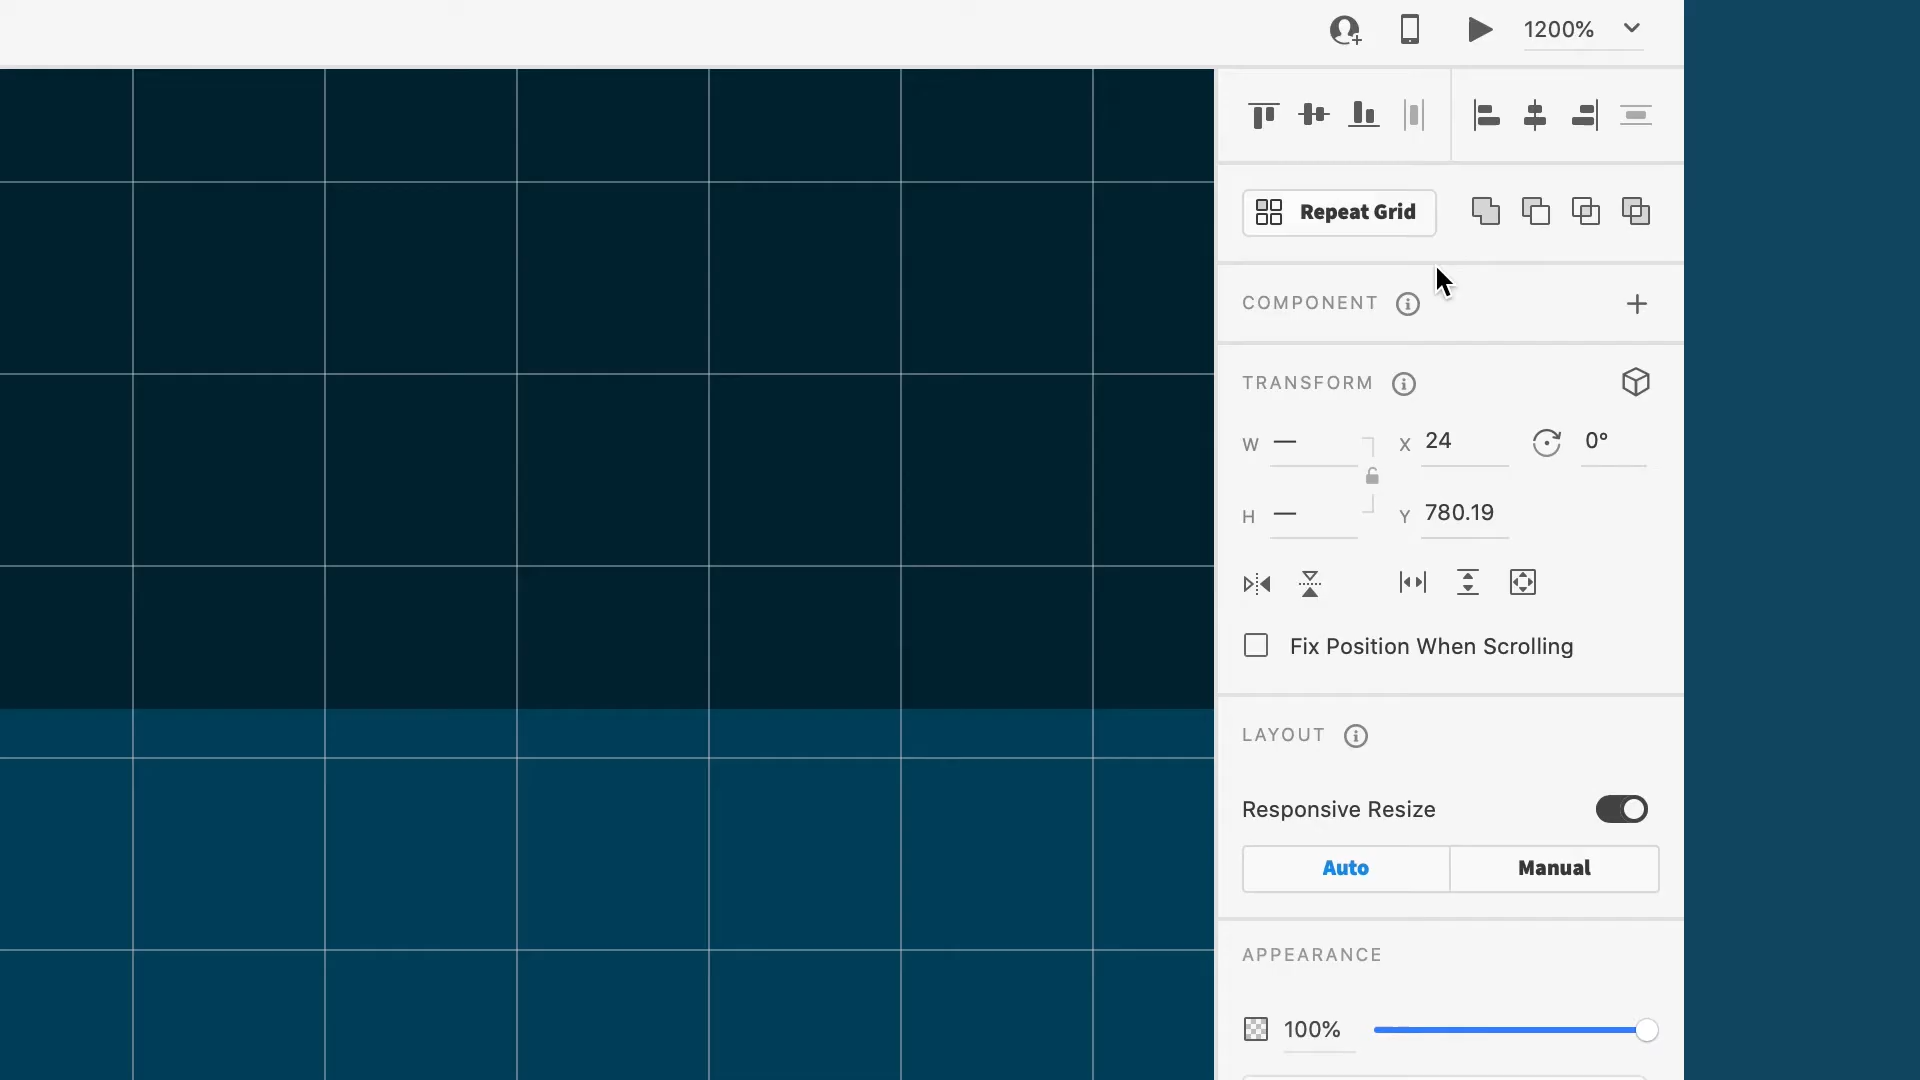 1200%
Repeat Grid
COMPONENT
TRANSFORM
W — X 24 0°
H — Y 780.19
Fix Position When Scrolling
LAYOUT
Responsive Resize
Auto Manual
APPEARANCE
100%